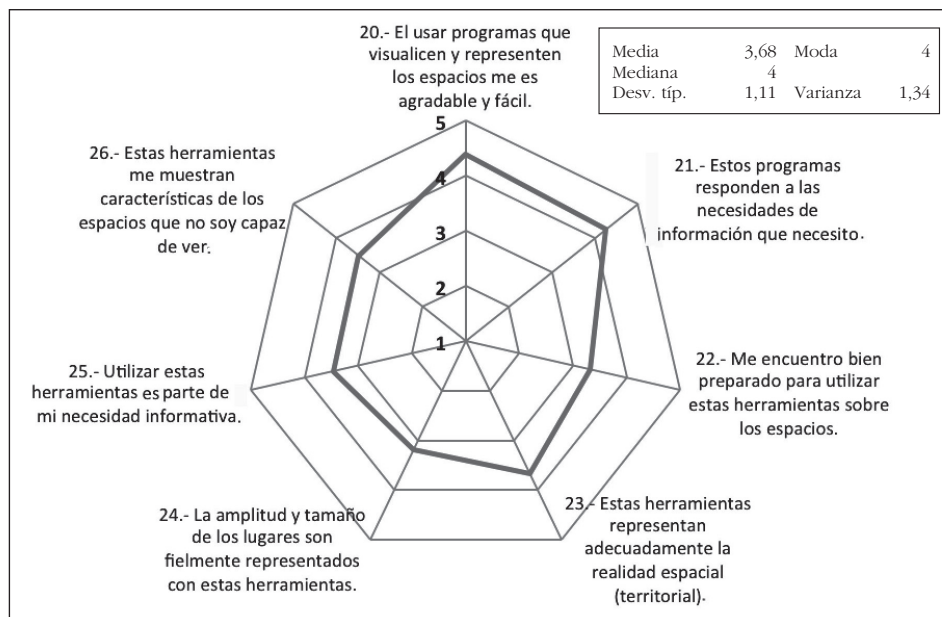 20.- El usar programas que
visualicen y representen
los espacios me es
agradable y fácil.
Media 3,68 Moda 4
Mediana 4
Desv. típ. 1,11 Varianza 1,34
5
4
3
2
1
21.- Estos programas
responden a las
necesidades de
información que necesito.
22.- Me encuentro bien
preparado para utilizar
estas herramientas sobre
los espacios.
23.- Estas herramientas
representan
adecuadamente la
realidad espacial
(territorial).
24.- La amplitud y tamaño
de los lugares son
fielmente representados
con estas herramientas.
25.- Utilizar estas
herramientas es parte de
mi necesidad informativa.
26.- Estas herramientas
me muestran
características de los
espacios que no soy capaz
de ver.